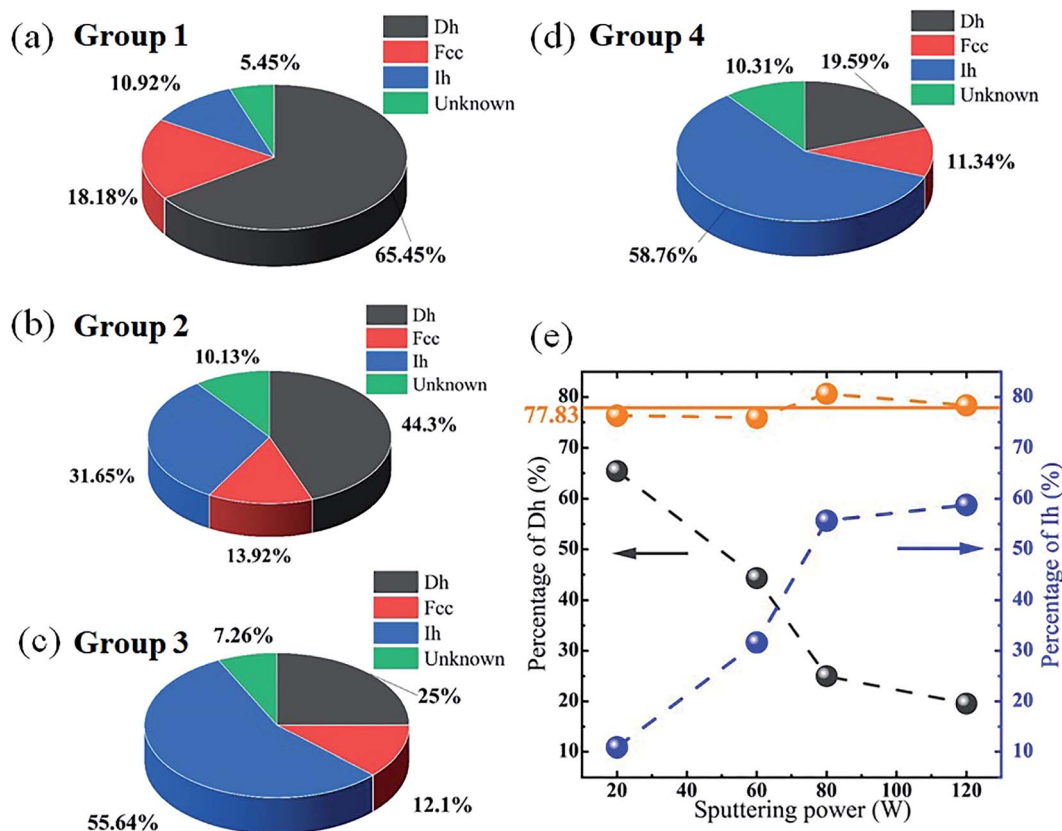 (a) Group 1
Dh
Fcc
Ih
Unknown
5.45%
10.92%
18.18%
65.45%
(d) Group 4
Dh
Fcc
Ih
Unknown
10.31%
19.59%
11.34%
58.76%
(b) Group 2
Dh
Fcc
Ih
Unknown
10.13%
44.3%
31.65%
13.92%
(c) Group 3
Dh
Fcc
Ih
Unknown
7.26%
25%
12.1%
55.64%
(e)
77.83
80
70
60
50
40
30
20
10
Percentage of Dh (%)
80
70
60
50
40
30
20
10
Percentage of Ih (%)
20 40 60 80 100 120
Sputtering power (W)